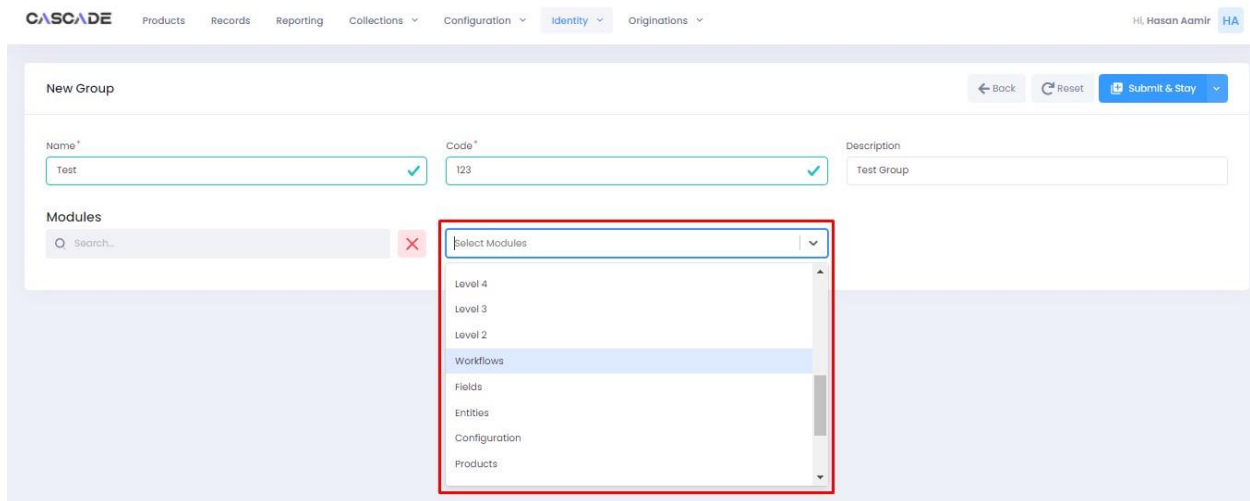 CASCADE Products Records Reporting Collections Configuration Identity Originations Hi, Hasan Aamir HA
New Group Back Reset Submit & Stay
Name* Code* Description
Test 123 Test Group
Modules
Search... Select Modules
Level 4
Level 3
Level 2
Workflows
Fields
Entities
Configuration
Products